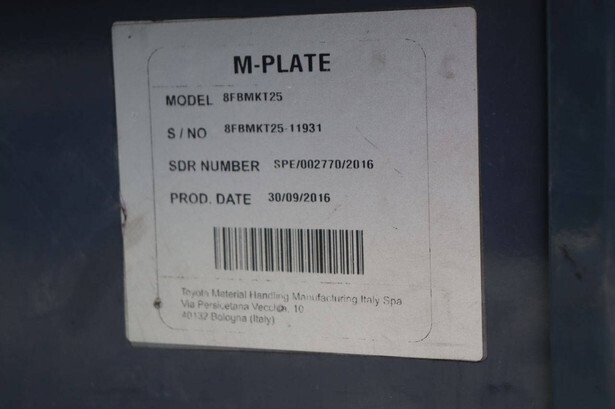 M-PLATE
MODEL 8FBMKT25
S / NO 8FBMKT25-11931
SDR NUMBER SPE/002770/2016
PROD. DATE 30/09/2016
Toyota Material Handling Manufacturing Italy Spa
Via Persicetana Vecchia, 10
40132 Bologna (Italy)